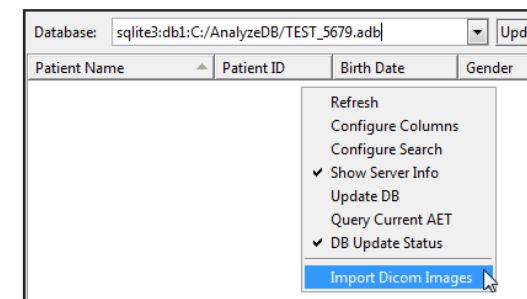 Database: sqlite3:db1:C:/AnalyzeDB/TEST_5679.adb Upd
Patient Name Patient ID Birth Date Gender
Refresh
Configure Columns
Configure Search
Show Server Info
Update DB
Query Current AET
DB Update Status
Import Dicom Images